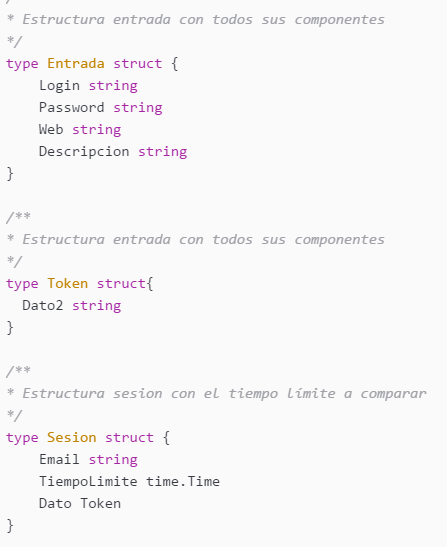 /
* Estructura entrada con todos sus componentes
*/
type Entrada struct {
    Login string
    Password string
    Web string
    Descripcion string
}

/**
* Estructura entrada con todos sus componentes
*/
type Token struct{
  Dato2 string
}

/**
* Estructura sesion con el tiempo límite a comparar
*/
type Sesion struct {
    Email string
    TiempoLimite time.Time
    Dato Token
}